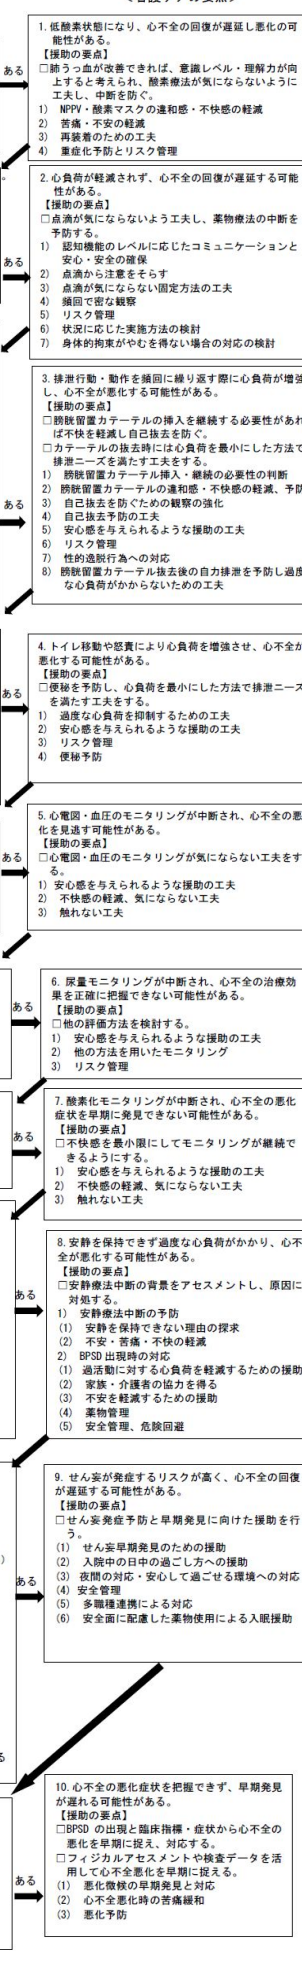 1. 低酸素状態になり、心不全の回復が遅延し悪化の可
能性がある。
【援助の要点】
□肺うっ血が改善できれば、意識レベル・理解力が向
上すると考えられ、酸素療法が気にならないように
工夫し、中断を防ぐ。
1) NPPV・酸素マスクの違和感・不快感の軽減
2) 苦痛・不安の軽減
3) 再装着のための工夫
4) 重症化予防とリスク管理
ある
2. 心負荷が軽減されず、心不全の回復が遅延する可能
性がある。
【援助の要点】
□点滴が気にならないよう工夫し、薬物療法の中断を
予防する。
1) 認知機能のレベルに応じたコミュニケーションと
安心・安全の確保
2) 点滴から注意をそらす
3) 点滴が気にならない固定方法の工夫
4) 頻回で密な観察
5) リスク管理
6) 状況に応じた実施方法の検討
7) 身体的拘束がやむを得ない場合の対応の検討
ある
3. 排泄行動・動作を頻回に繰り返す際に心負荷が増強
し、心不全が悪化する可能性がある。
【援助の要点】
□膀胱留置カテーテルの挿入を継続する必要性があれ
ば不快を軽減し自己抜去を防ぐ。
□カテーテルの抜去時には心負荷を最小にした方法で
排泄ニーズを満たす工夫をする。
1) 膀胱留置カテーテル挿入・継続の必要性の判断
2) 膀胱留置カテーテルの違和感・不快感の軽減、予防
3) 自己抜去を防ぐための観察の強化
4) 自己抜去予防の工夫
5) 安心感を与えられるような援助の工夫
6) リスク管理
7) 性的逸脱行為への対応
8) 膀胱留置カテーテル抜去後の自力排泄を予防し過度
な心負荷がかからないための工夫
ある
4. トイレ移動や怒責により心負荷を増強させ、心不全が
悪化する可能性がある。
【援助の要点】
□便秘を予防し、心負荷を最小にした方法で排泄ニーズ
を満たす工夫をする。
1) 過度な心負荷を抑制するための工夫
2) 安心感を与えられるような援助の工夫
3) リスク管理
4) 便秘予防
ある
5. 心電図・血圧のモニタリングが中断され、心不全の悪
化を見逃す可能性がある。
【援助の要点】
□心電図・血圧のモニタリングが気にならない工夫をす
る。
1) 安心感を与えられるような援助の工夫
2) 不快感の軽減、気にならない工夫
3) 触れない工夫
ある
6. 尿量モニタリングが中断され、心不全の治療効
果を正確に把握できない可能性がある。
【援助の要点】
□他の評価方法を検討する。
1) 安心感を与えられるような援助の工夫
2) 他の方法を用いたモニタリング
3) リスク管理
ある
7. 酸素化モニタリングが中断され、心不全の悪化
症状を早期に発見できない可能性がある。
【援助の要点】
□不快感を最小限にしてモニタリングが継続で
きるようにする。
1) 安心感を与えられるような援助の工夫
2) 不快感の軽減、気にならない工夫
3) 触れない工夫
ある
8. 安静を保持できず過度な心負荷がかかり、心不
全が悪化する可能性がある。
【援助の要点】
□安静療法中断の背景をアセスメントし、原因に
対処する。
1) 安静療法中断の予防
(1) 安静を保持できない理由の探求
(2) 不安・苦痛・不快の軽減
2) BPSD 出現時の対応
(1) 過活動に対する心負荷を軽減するための援助
(2) 家族・介護者の協力を得る
(3) 不安を軽減するための援助
(4) 薬物管理
(5) 安全管理、危険回避
ある
9. せん妄が発症するリスクが高く、心不全の回復
が遅延する可能性がある。
【援助の要点】
□せん妄発症予防と早期発見に向けた援助を行
う。
(1) せん妄早期発見のための援助
(2) 入院中の日中の過ごし方への援助
(3) 夜間の対応・安心して過ごせる環境への対応
(4) 安全管理
(5) 多職種連携による対応
(6) 安全面に配慮した薬物使用による入眠援助
ある
10. 心不全の悪化症状を把握できず、早期発見
が遅れる可能性がある。
【援助の要点】
□BPSD の出現と臨床指標・症状から心不全の
悪化を早期に捉え、対応する。
□フィジカルアセスメントや検査データを活
用して心不全悪化を早期に捉える。
(1) 悪化徴候の早期発見と対応
(2) 心不全悪化時の苦痛緩和
(3) 悪化予防
ある